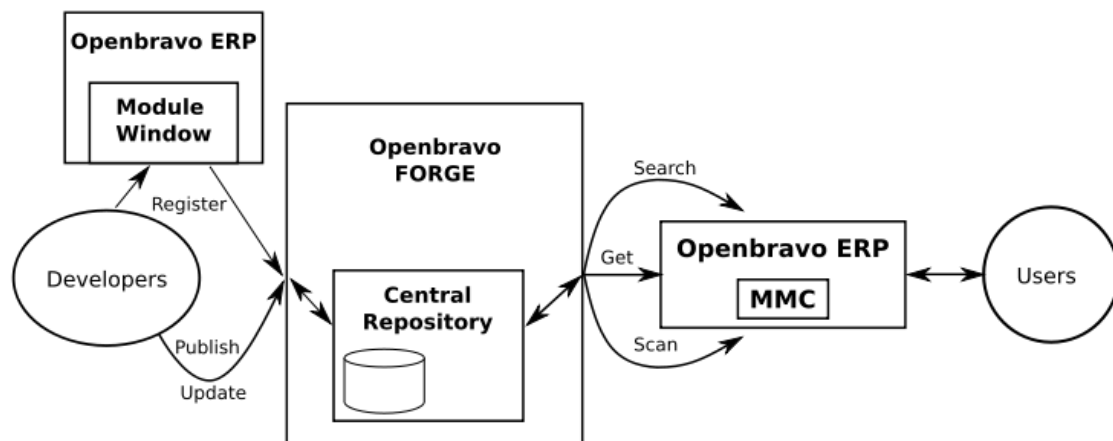 Openbravo ERP
Module
Window
Register
Developers
Publish
Update
Openbravo
FORGE
Central
Repository
Search
Get
Scan
Openbravo ERP
MMC
Users